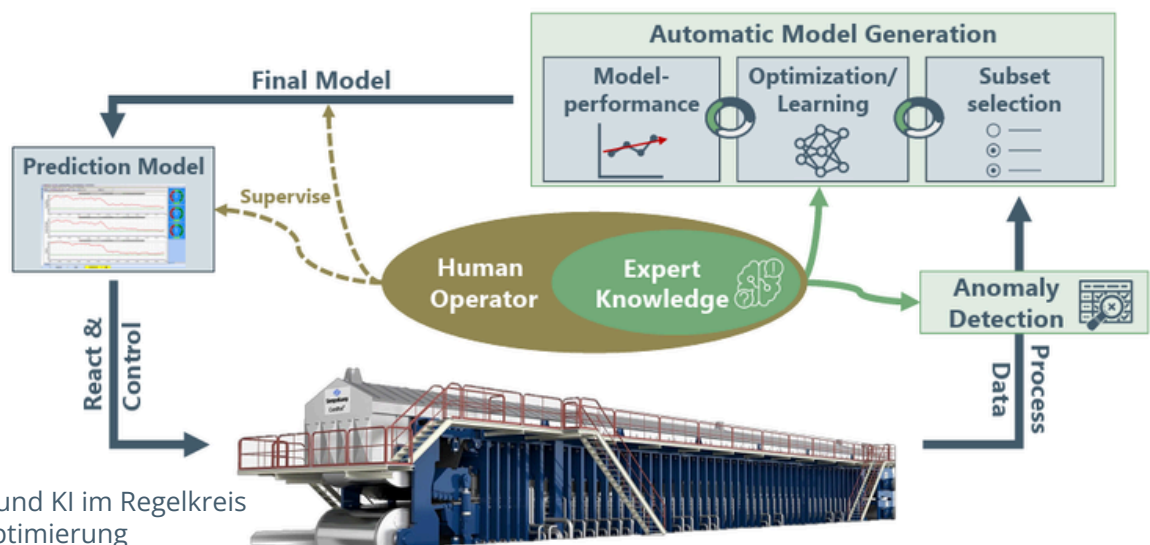 Automatic Model Generation
Final Model
Model-
performance
Optimization/
Learning
Subset
selection
Prediction Model
Supervise
Human
Operator
Expert
Knowledge
Anomaly
Detection
React &
Control
Process
Data
und KI im Regelkreis
ptimierung